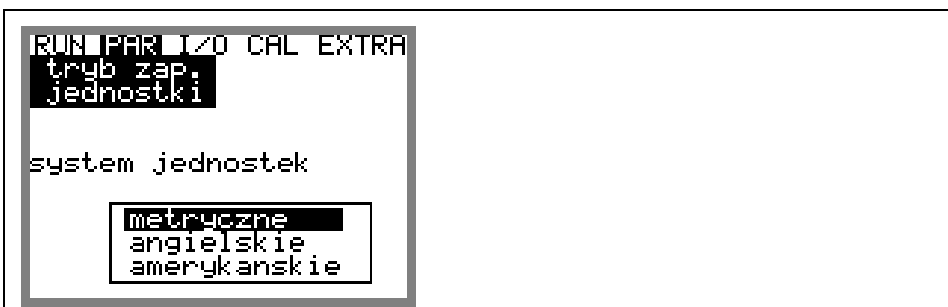 RUN PAR I/O CAL EXTRA
tryb zap.
jednostki
system jednostek
metryczne
angielskie
amerykanskie